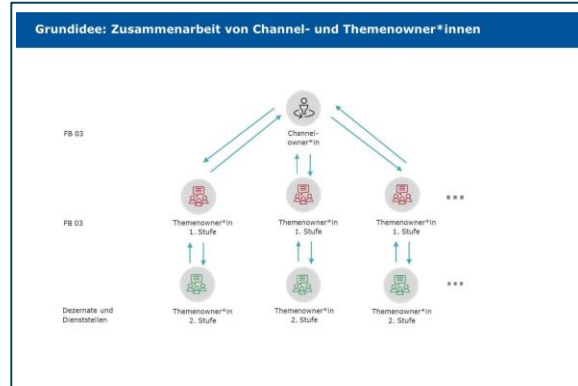 Grundidee: Zusammenarbeit von Channel- und Themenowner*innen
FB 03
Channel-
owner*in
FB 03
Themenowner*in
1. Stufe
Themenowner*in
1. Stufe
Themenowner*in
1. Stufe
Dezernate und
Dienststellen
Themenowner*in
2. Stufe
Themenowner*in
2. Stufe
Themenowner*in
2. Stufe